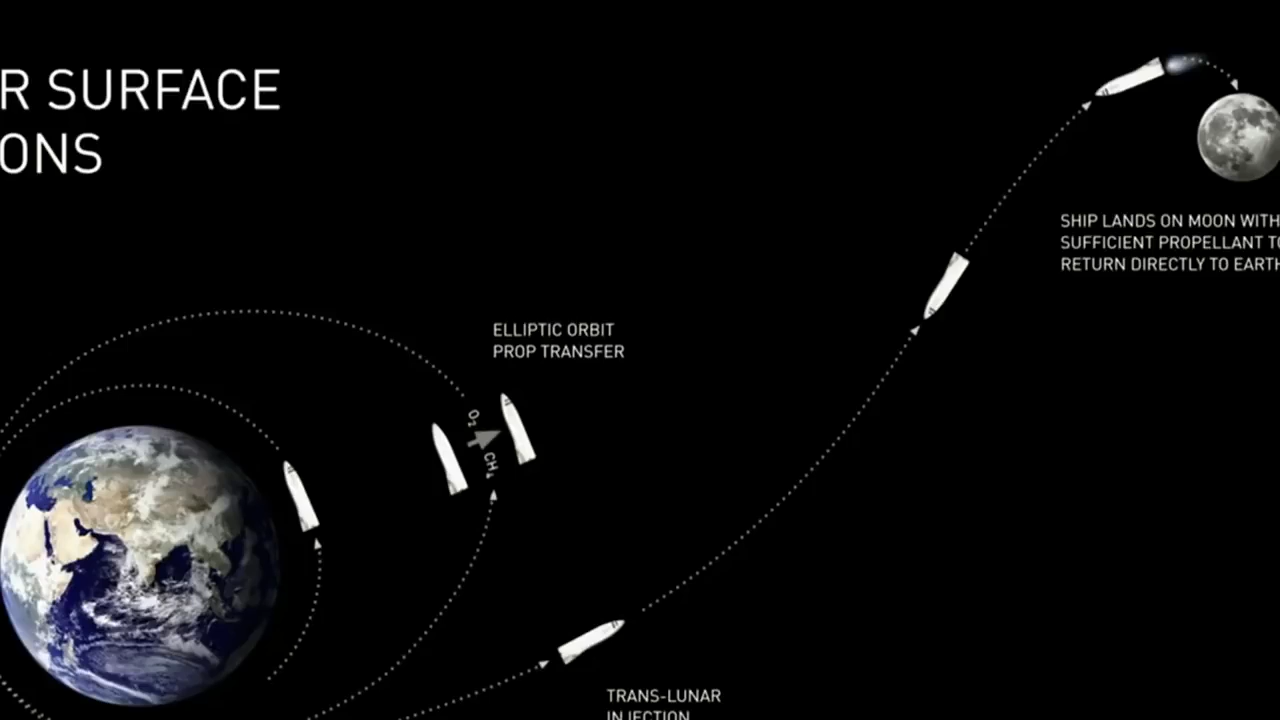 R SURFACE
ONS
SHIP LANDS ON MOON WITH
SUFFICIENT PROPELLANT TO
RETURN DIRECTLY TO EARTH
ELLIPTIC ORBIT
PROP TRANSFER
O₂
CH₄
TRANS-LUNAR
INJECTION